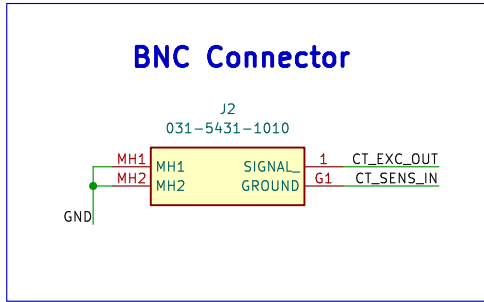 BNC Connector
J2
031-5431-1010
MH1 MH1 SIGNAL_ 1 CT_EXC_OUT
MH2 MH2 GROUND G1 CT_SENS_IN
GND